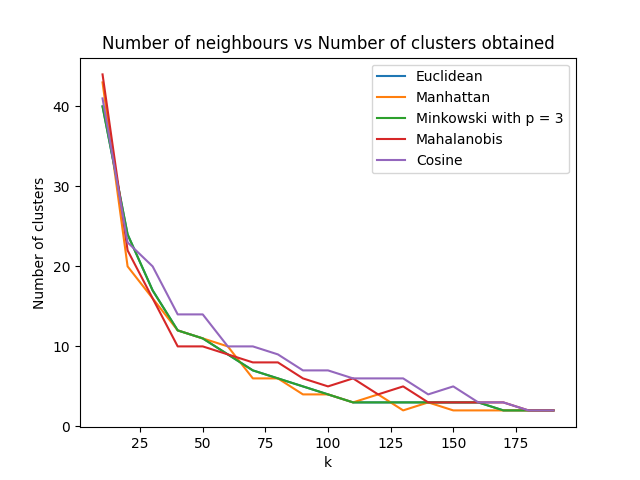 Number of neighbours vs Number of clusters obtained
Euclidean
Manhattan
Minkowski with p = 3
Mahalanobis
Cosine
Number of clusters
40
30
20
10
0
25 50 75 100 125 150 175
k